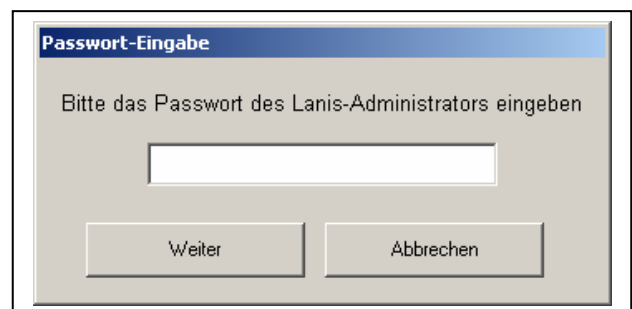 Passwort-Eingabe
Bitte das Passwort des Lanis-Administrators eingeben
Weiter
Abbrechen